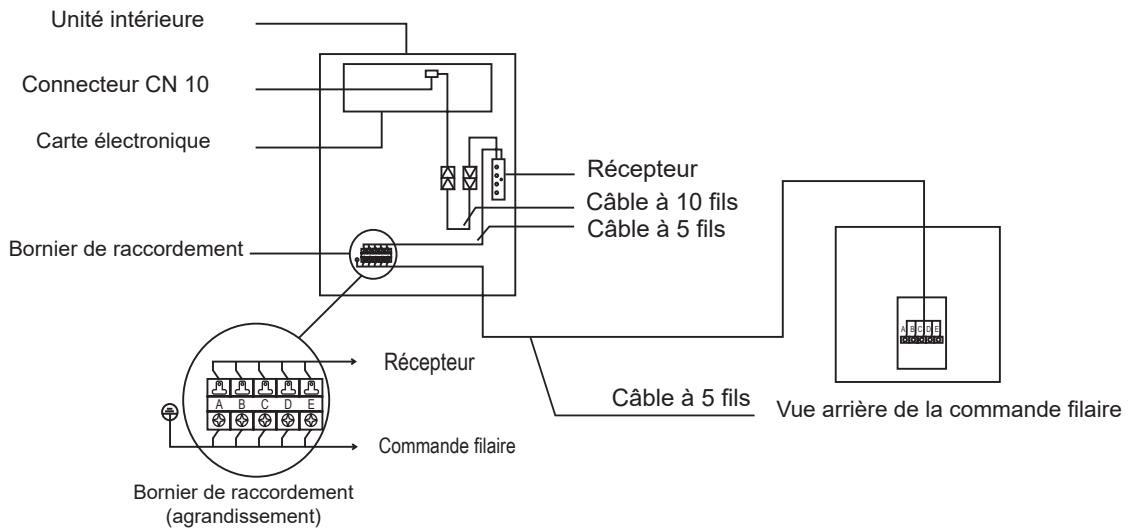 Unité intérieure
Connecteur CN 10
Carte électronique
Récepteur
Câble à 10 fils
Câble à 5 fils
Bornier de raccordement
A B C D E
Récepteur
A B C D E
Câble à 5 fils
Vue arrière de la commande filaire
Commande filaire
Bornier de raccordement
(agrandissement)